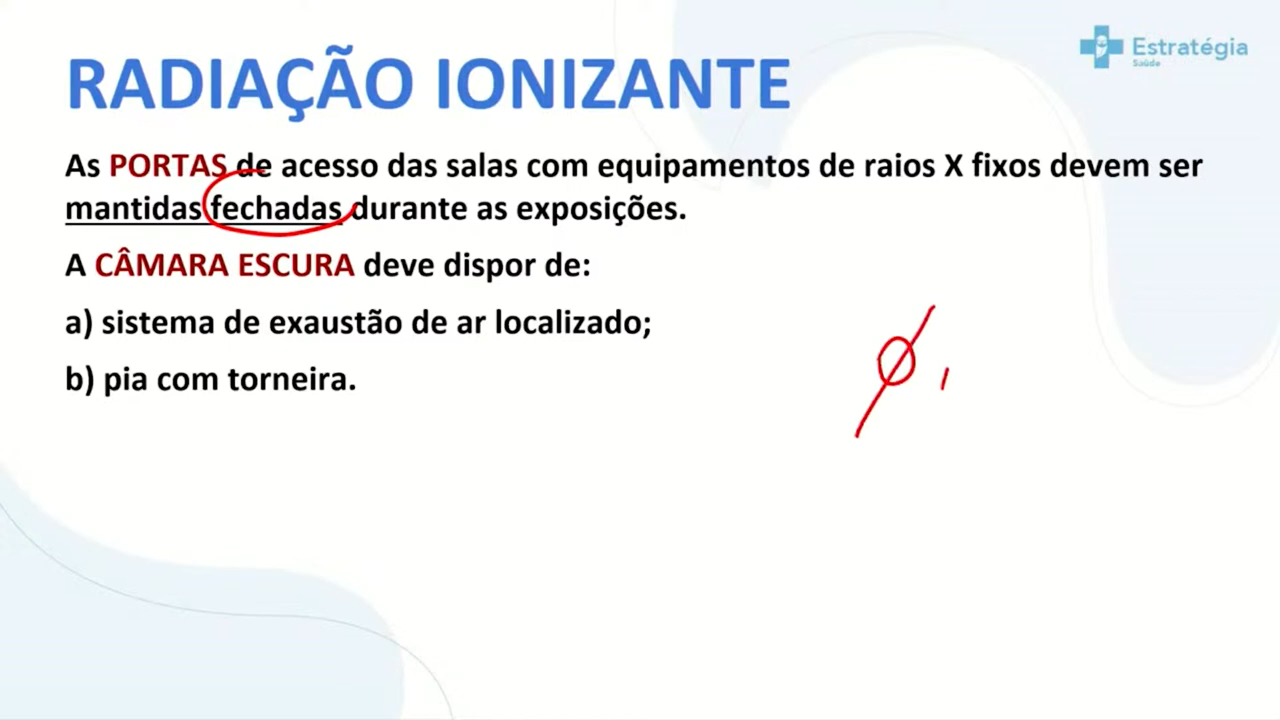 Estratégia
Saúde
RADIAÇÃO IONIZANTE
As PORTAS de acesso das salas com equipamentos de raios X fixos devem ser
mantidas fechadas durante as exposições.
A CÂMARA ESCURA deve dispor de:
a) sistema de exaustão de ar localizado;
b) pia com torneira.